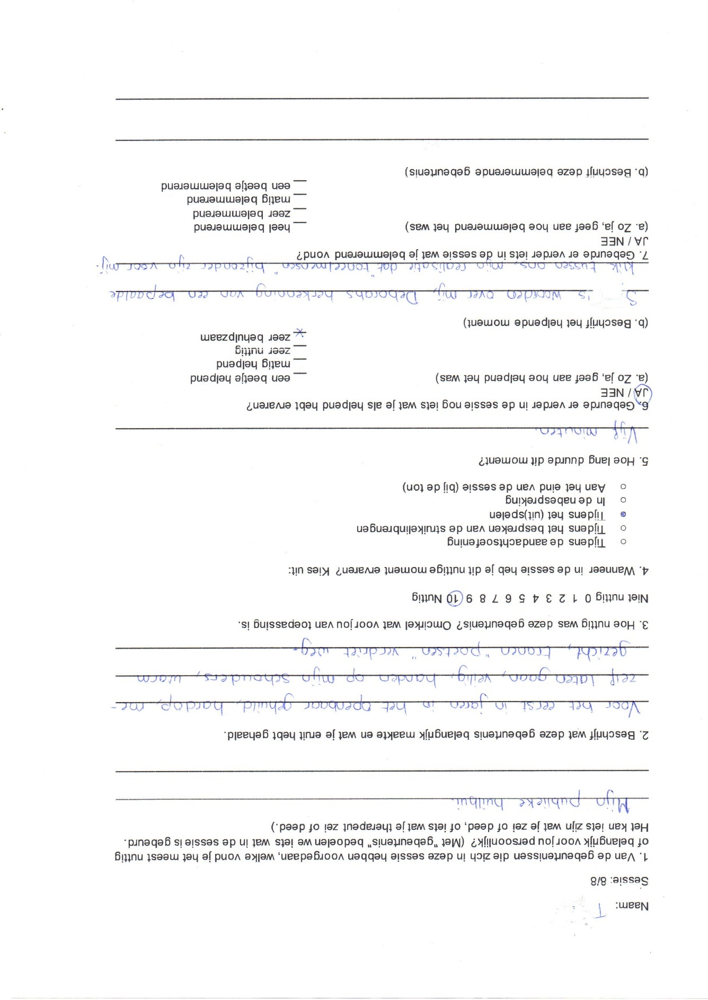 Naam: T
Sessie: 8/8
1. Van de gebeurtenissen die zich in deze sessie hebben voorgedaan, welke vond je het meest nuttig
of belangrijk voor jou persoonlijk? (Met "gebeurtenis" bedoelen we iets wat in de sessie is gebeurd.
Het kan iets zijn wat je zei of deed, of iets wat je therapeut zei of deed.)
Mijn publieke huilbui.
2. Beschrijf wat deze gebeurtenis belangrijk maakte en wat je eruit hebt gehaald.
Voor het eerst in jaren in het openbaar gehuild, hardop, me-
zelf laten gaan, veilig, handen op mijn schouders, warm
gezicht, tranen "poetsen" verdriet weg.
3. Hoe nuttig was deze gebeurtenis? Omcirkel wat voor jou van toepassing is.
Niet nuttig 0 1 2 3 4 5 6 7 8 9 10 Nuttig
4. Wanneer in de sessie heb je dit nuttige moment ervaren? Kies uit:
○ Tijdens de aandachtsoefening
○ Tijdens het bespreken van de struikelinbrengen
● Tijdens het (uit)spelen
○ In de nabespreking
○ Aan het eind van de sessie (bij de ton)
5. Hoe lang duurde dit moment?
Vijf minuten.
6. Gebeurde er verder in de sessie nog iets wat je als helpend hebt ervaren?
JA / NEE
(a. Zo ja, geef aan hoe helpend het was) __ een beetje helpend
__ matig helpend
__ zeer nuttig
x zeer behulpzaam
(b. Beschrijf het helpende moment)
S 's woorden over mij, Deborahs herkenning van een bepaalde
klik tussen ons, mijn realisatie dat "toneelmensen" bijzonder zijn voor mij.
7. Gebeurde er verder iets in de sessie wat je belemmerend vond?
JA / NEE
(a. Zo ja, geef aan hoe belemmerend het was) __ heel belemmerend
__ zeer belemmerend
__ matig belemmerend
__ een beetje belemmerend
(b. Beschrijf deze belemmerende gebeurtenis)